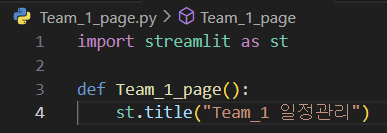 Team_1_page.py > Team_1_page
1 import streamlit as st
2
3 def Team_1_page():
4     st.title("Team_1 일정관리")